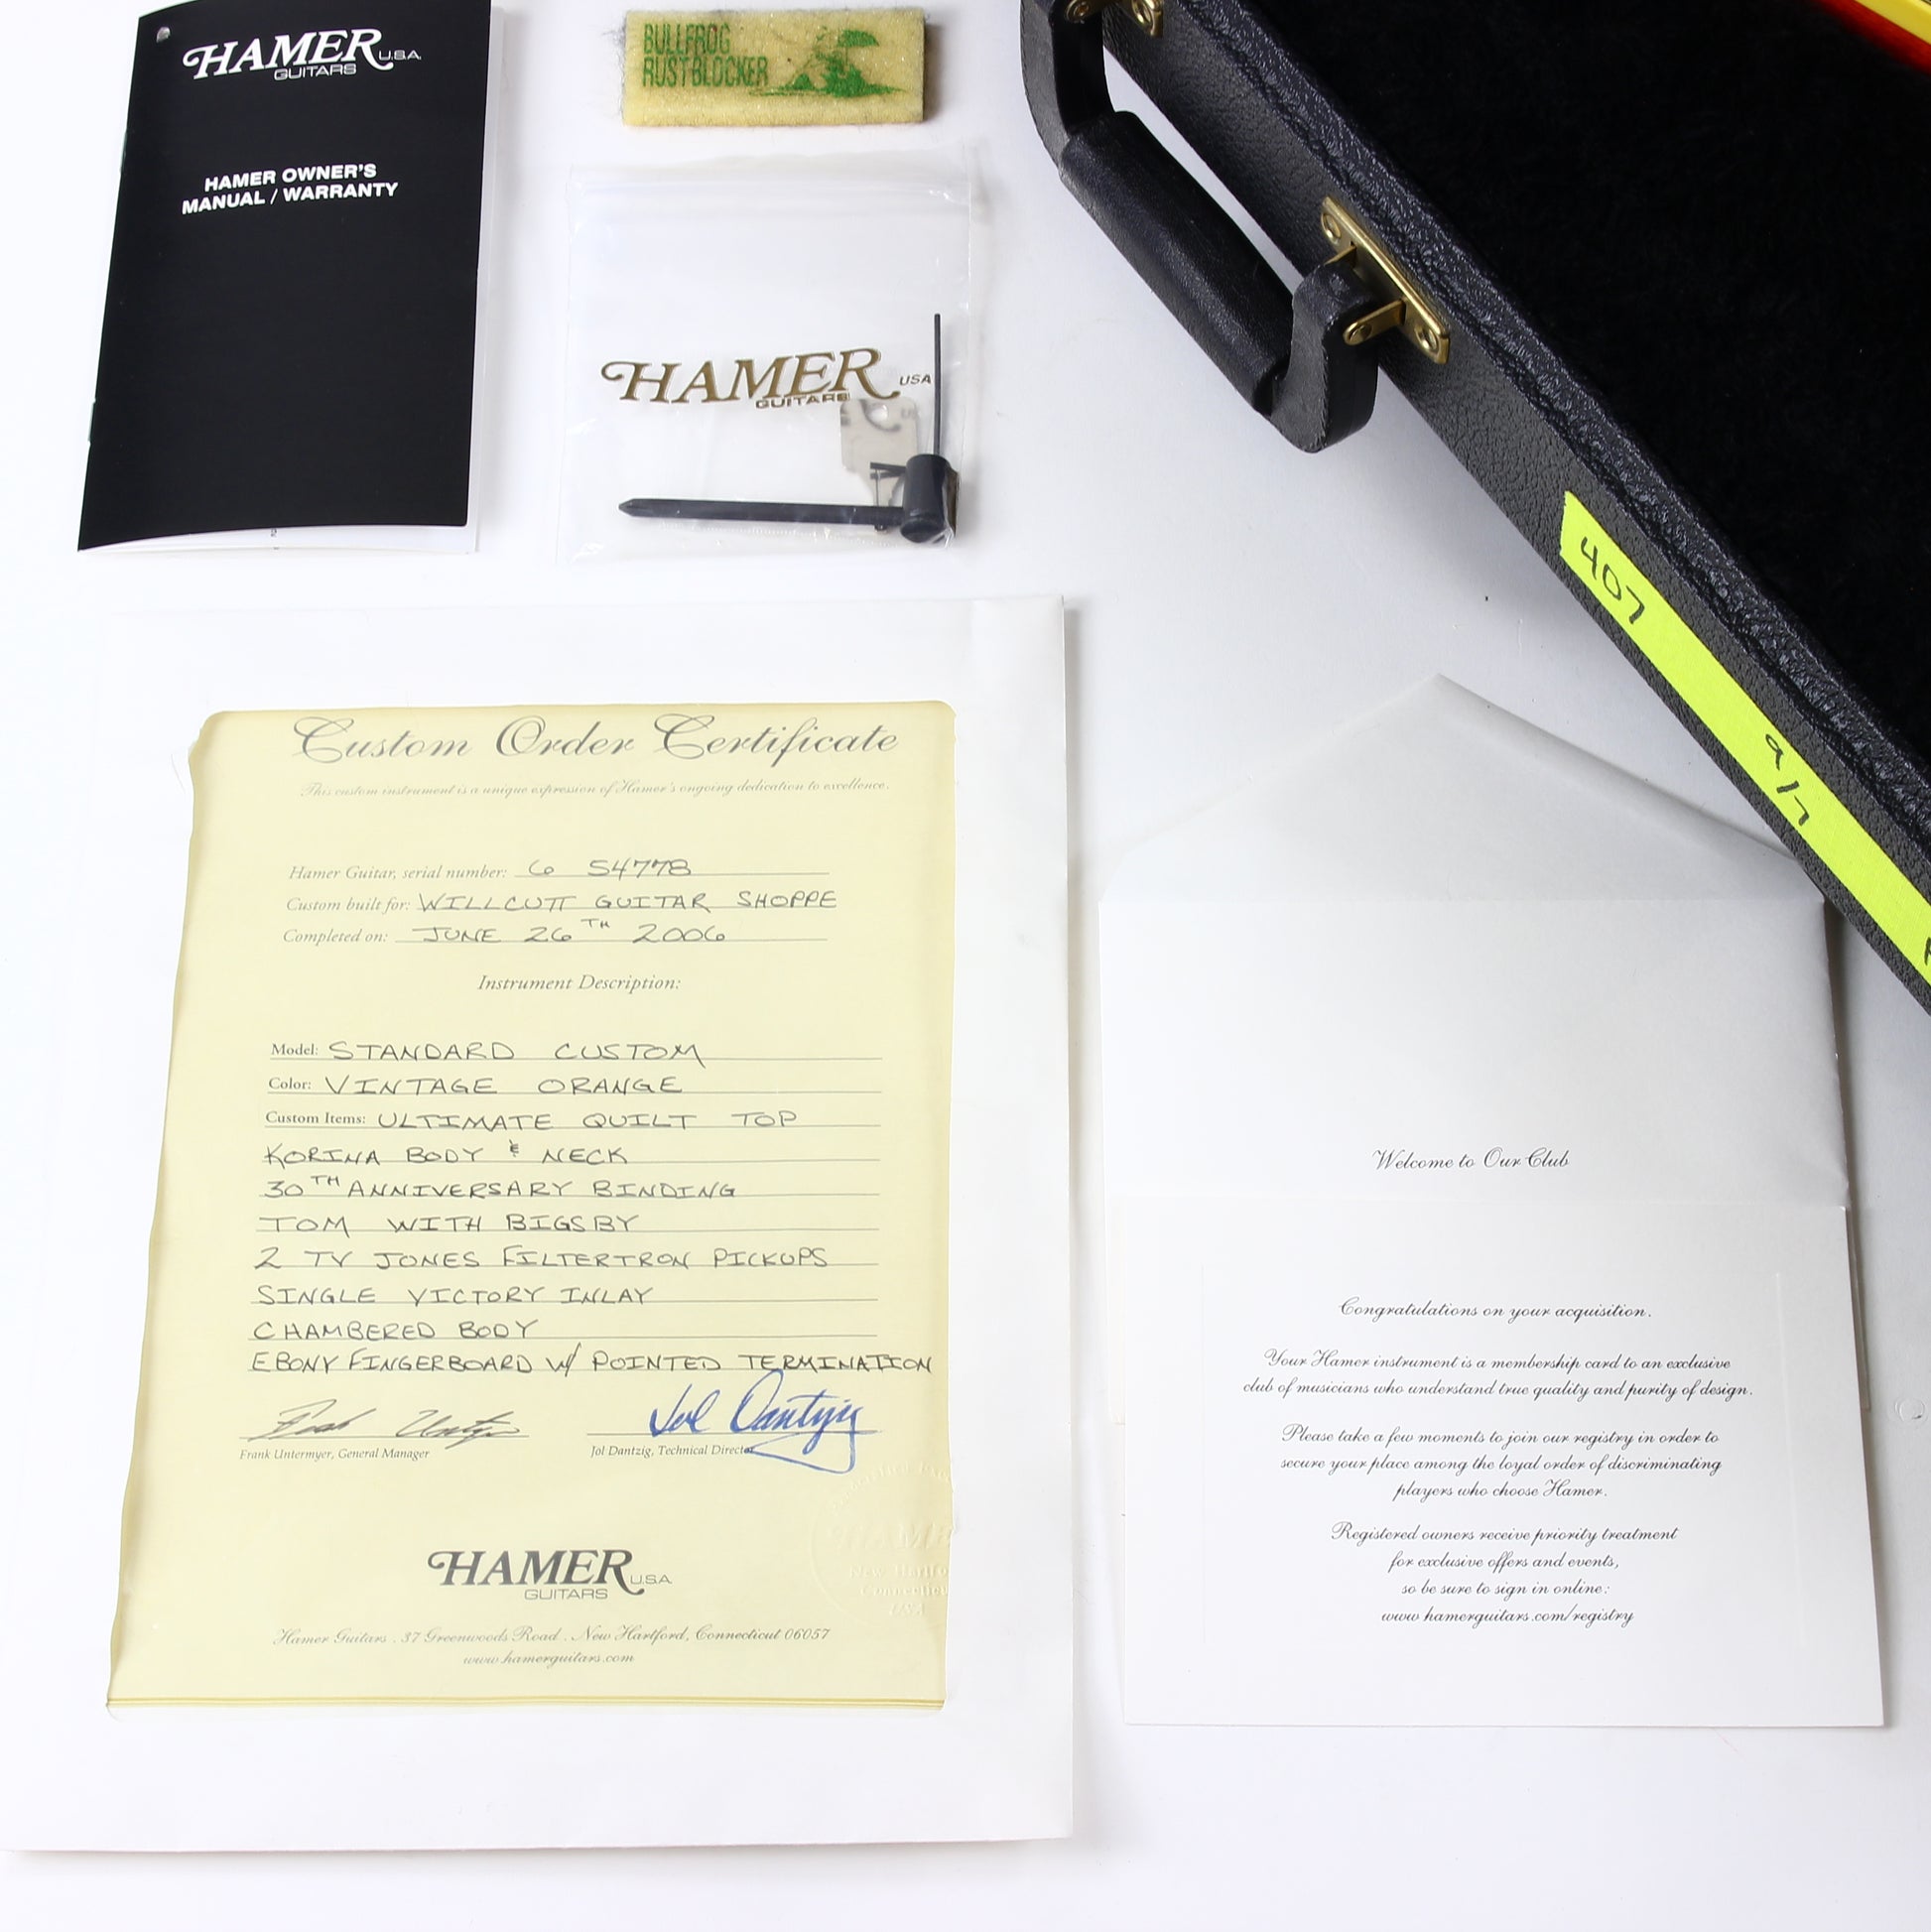 HAMER U.S.A.
GUITARS
HAMER OWNER'S
MANUAL / WARRANTY
2
BULLFROG
RUSTBLOCKER
HAMER USA
GUITARS
407 9/7
Custom Order Certificate
This custom instrument is a unique expression of Hamer's ongoing dedication to excellence.
Hamer Guitar, serial number: 6 54778
Custom built for: WILLCUTT GUITAR SHOPPE
Completed on: JUNE 26TH 2006
Instrument Description:
Model: STANDARD CUSTOM
Color: VINTAGE ORANGE
Custom Items: ULTIMATE QUILT TOP
KORINA BODY & NECK
30TH ANNIVERSARY BINDING
TOM WITH BIGSBY
2 TV JONES FILTERTRON PICKUPS
SINGLE VICTORY INLAY
CHAMBERED BODY
EBONY FINGERBOARD W/ POINTED TERMINATION
Jol Dantzig
Frank Untermyer, General Manager
Jol Dantzig, Technical Director
HAMER U.S.A.
GUITARS
Hamer Guitars . 37 Greenwoods Road . New Hartford, Connecticut 06057
www.hamerguitars.com
USA
Welcome to Our Club
Congratulations on your acquisition.
Your Hamer instrument is a membership card to an exclusive
club of musicians who understand true quality and purity of design.
Please take a few moments to join our registry in order to
secure your place among the loyal order of discriminating
players who choose Hamer.
Registered owners receive priority treatment
for exclusive offers and events,
so be sure to sign in online:
www.hamerguitars.com/registry